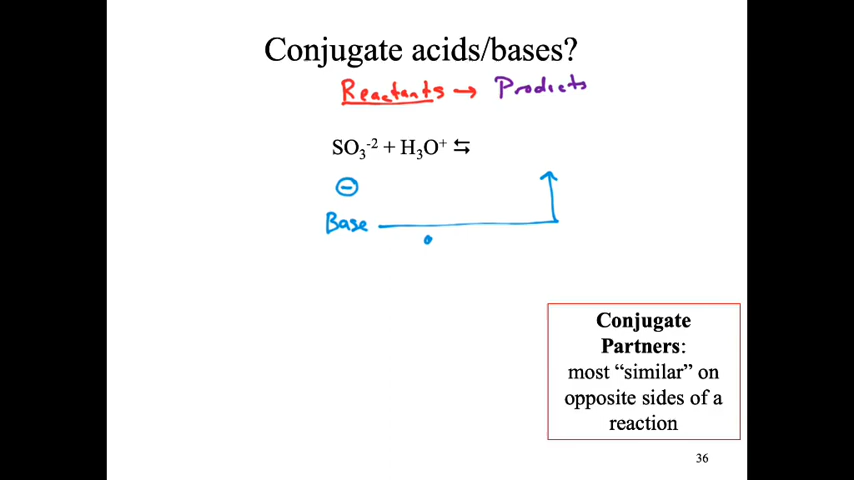 Conjugate acids/bases?
Reactants → Products
SO₃⁻² + H₃O⁺ ⇆
⊖
Base
Conjugate
Partners:
most “similar” on
opposite sides of a
reaction
36